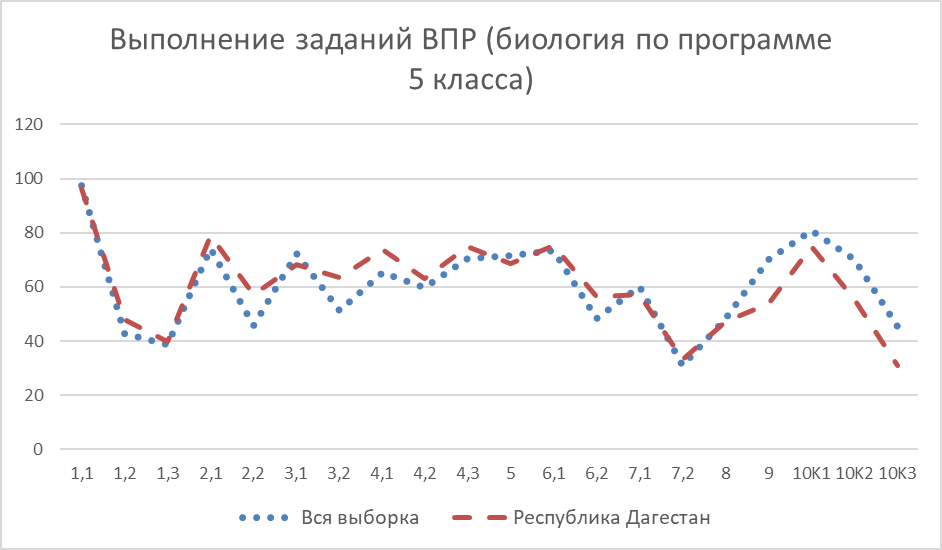 Выполнение заданий ВПР (биология по программе
5 класса)
120
100
80
60
40
20
0
1,1 1,2 1,3 2,1 2,2 3,1 3,2 4,1 4,2 4,3 5 6,1 6,2 7,1 7,2 8 9 10К1 10К2 10К3
Вся выборка Республика Дагестан